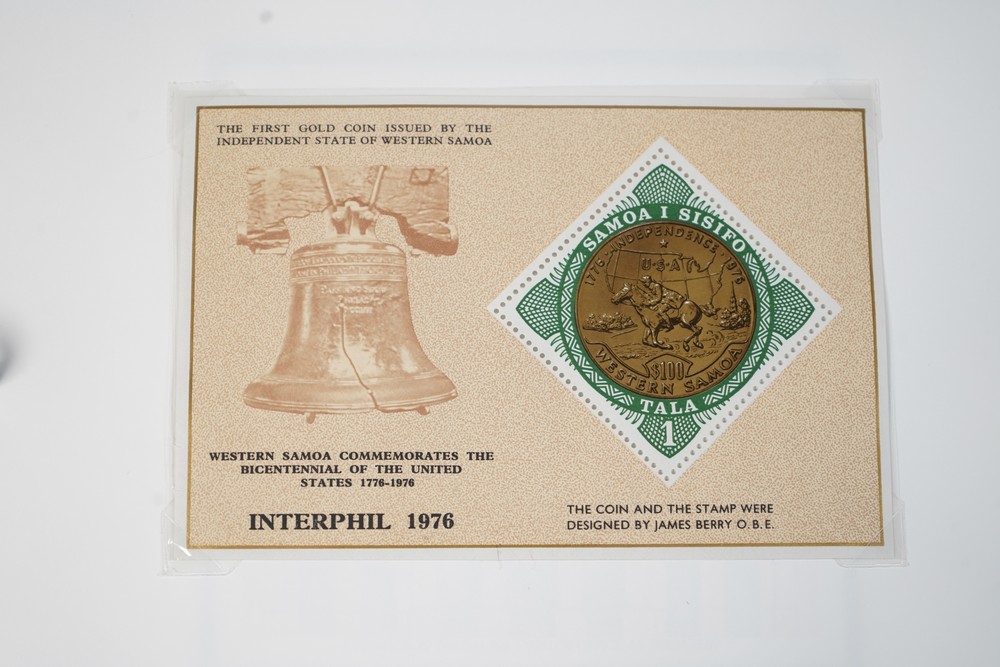 THE FIRST GOLD COIN ISSUED BY THE
INDEPENDENT STATE OF WESTERN SAMOA
WESTERN SAMOA COMMEMORATES THE
BICENTENNIAL OF THE UNITED
STATES 1776-1976
INTERPHIL 1976
SAMOA I SISIFO
1776 · INDEPENDENCE · 1976
U·S·A
$100
WESTERN SAMOA
TALA
1
THE COIN AND THE STAMP WERE
DESIGNED BY JAMES BERRY O.B.E.